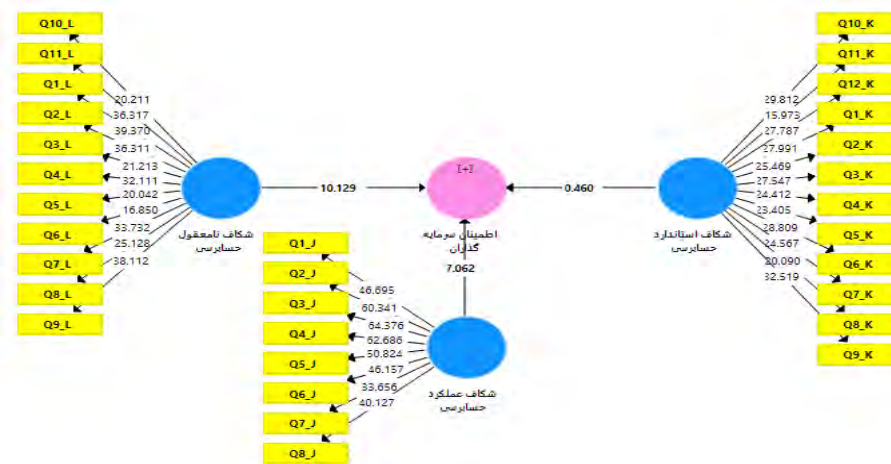 Q10_L
Q11_L
Q1_L
Q2_L
Q3_L
Q4_L
Q5_L
Q6_L
Q7_L
Q8_L
Q9_L
20.211
36.317
39.370
36.311
21.213
32.111
20.042
16.850
33.732
25.128
38.112
شکاف نامعقول
حسابرسی
10.129
[+]
اطمینان سرمایه
گذاران
0.460
7.062
Q1_J
Q2_J
Q3_J
Q4_J
Q5_J
Q6_J
Q7_J
Q8_J
46.695
60.341
64.376
62.686
50.824
46.157
33.656
40.127
شکاف عملکرد
حسابرسی
شکاف استاندارد
حسابرسی
29.812
15.973
27.787
27.991
25.469
27.547
24.412
23.405
28.809
24.567
20.090
32.519
Q10_K
Q11_K
Q12_K
Q1_K
Q2_K
Q3_K
Q4_K
Q5_K
Q6_K
Q7_K
Q8_K
Q9_K